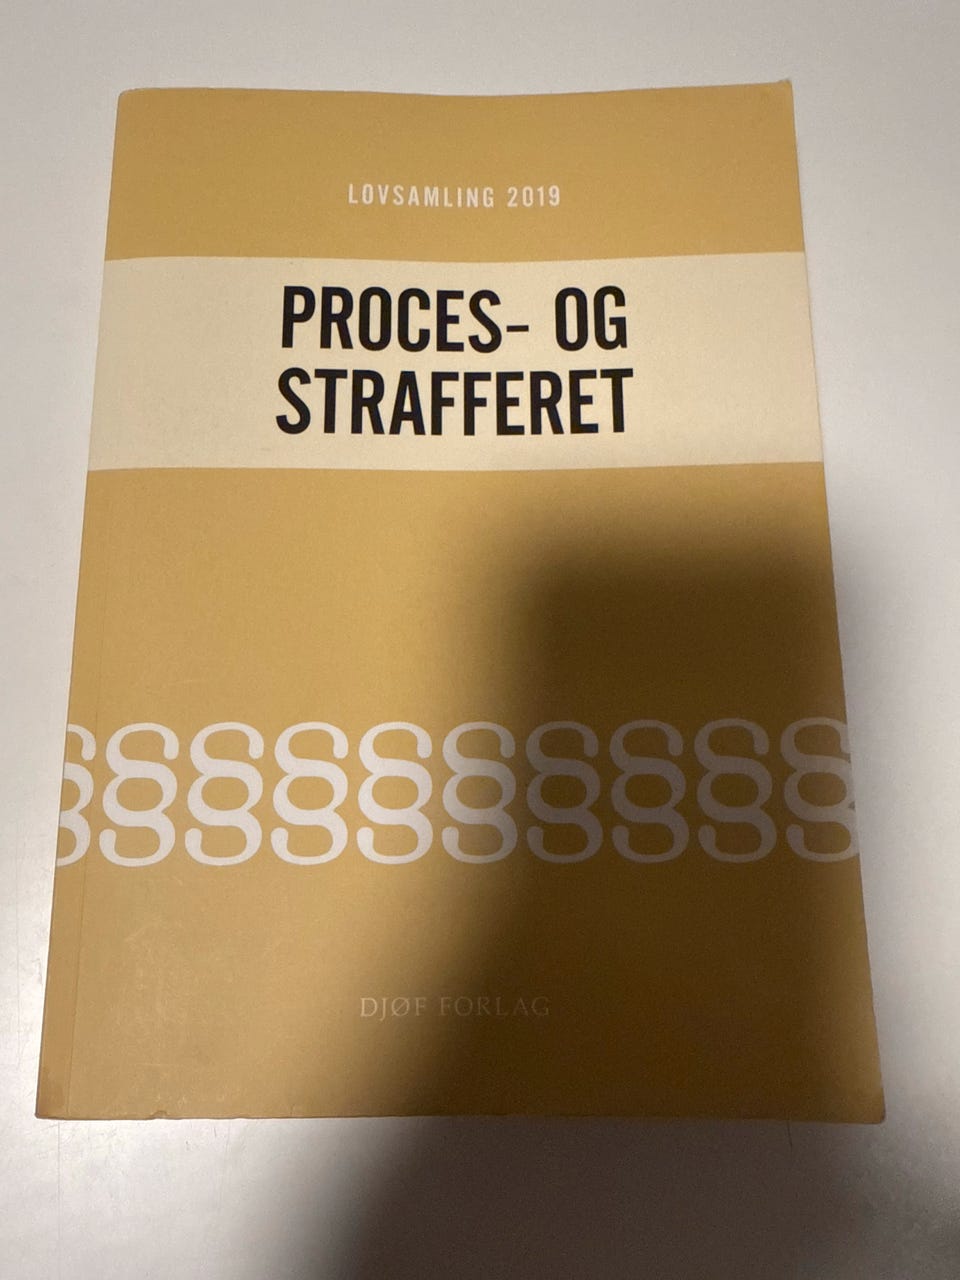 LOVSAMLING 2019
PROCES- OG
STRAFFERET
§§§§§§§§§§
DJØF FORLAG